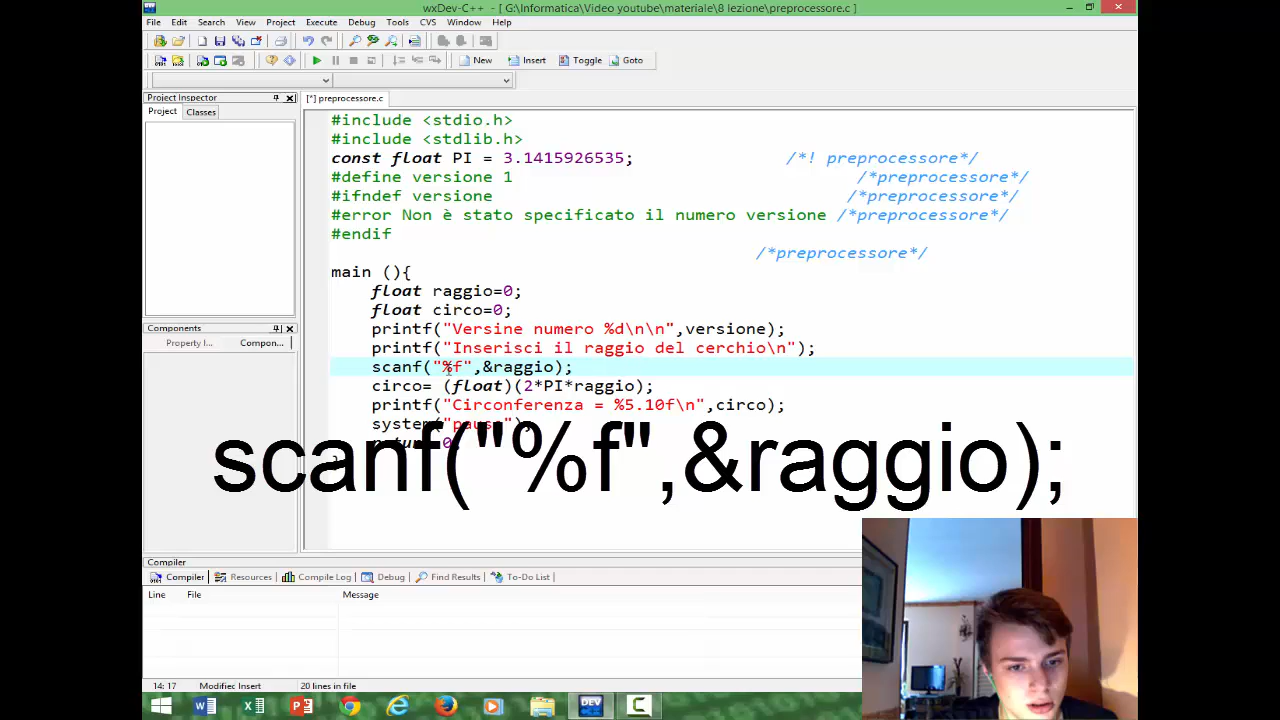 wxDev-C++ - [ G:\Informatica\Video youtube\materiale\8 lezione\preprocessore.c ]
File Edit Search View Project Execute Debug Tools CVS Window Help
New Insert Toggle Goto
Project Inspector
Project Classes
[*] preprocessore.c
#include <stdio.h>
#include <stdlib.h>
const float PI = 3.1415926535; /*! preprocessore*/
#define versione 1 /*preprocessore*/
#ifndef versione /*preprocessore*/
#error Non è stato specificato il numero versione /*preprocessore*/
#endif
/*preprocessore*/
main (){
float raggio=0;
float circo=0;
printf("Versine numero %d\n\n",versione);
printf("Inserisci il raggio del cerchio\n");
scanf("%f",&raggio);
circo= (float)(2*PI*raggio);
printf("Circonferenza = %5.10f\n",circo);
scanf("%f",&raggio);
Components
Property I... Compon...
Compiler
Compiler Resources Compile Log Debug Find Results To-Do List
Line File Message
14: 17 Modified Insert 20 lines in file
DEV